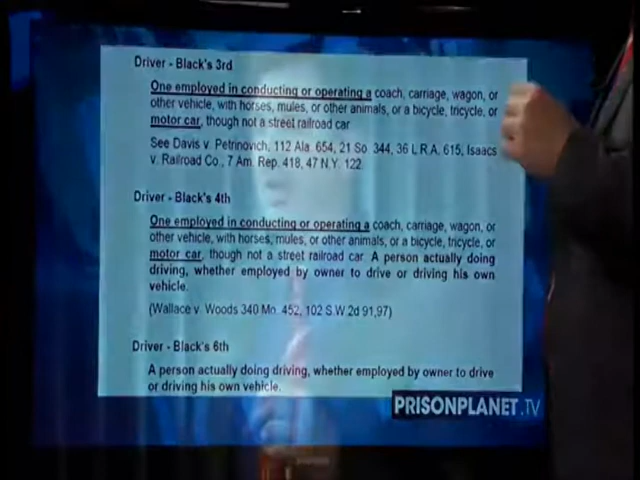 Driver - Black's 3rd
One employed in conducting or operating a coach, carriage, wagon, or
other vehicle, with horses, mules, or other animals, or a bicycle, tricycle, or
motor car, though not a street railroad car
See Davis v. Petrinovich, 112 Ala. 654, 21 So. 344, 36 L.R.A. 615, Isaacs
v. Railroad Co., 7 Am. Rep. 418, 47 N.Y. 122.
Driver - Black's 4th
One employed in conducting or operating a coach, carriage, wagon, or
other vehicle, with horses, mules, or other animals, or a bicycle, tricycle, or
motor car, though not a street railroad car. A person actually doing
driving, whether employed by owner to drive or driving his own
vehicle.
(Wallace v. Woods 340 Mo. 452, 102 S.W 2d 91,97)
Driver - Black's 6th
A person actually doing driving, whether employed by owner to drive
or driving his own vehicle.
PRISONPLANET.TV